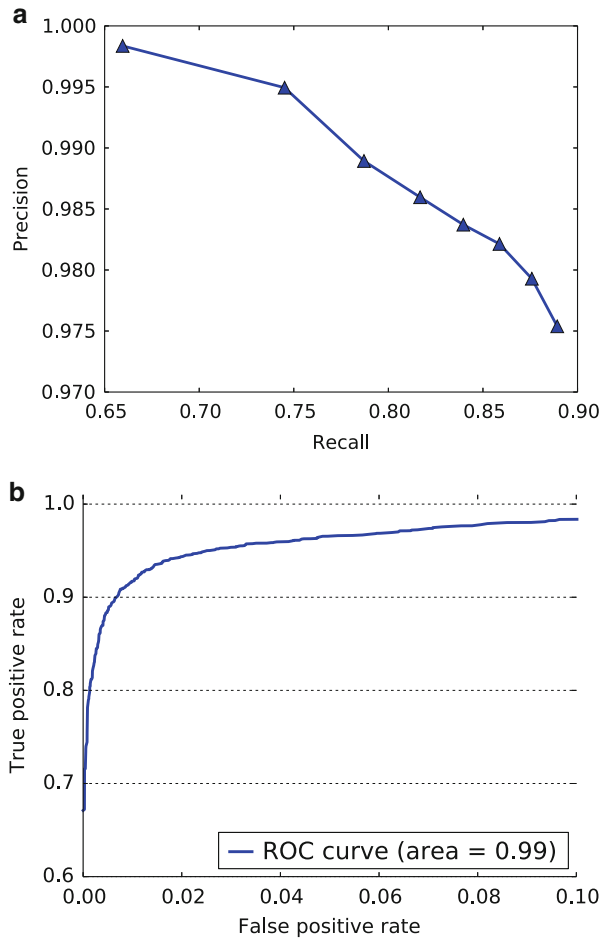 a
1.000
0.995
0.990
0.985
0.980
0.975
0.970
Precision
0.65 0.70 0.75 0.80 0.85 0.90
Recall
b
1.0
0.9
0.8
0.7
0.6
True positive rate
ROC curve (area = 0.99)
0.00 0.02 0.04 0.06 0.08 0.10
False positive rate